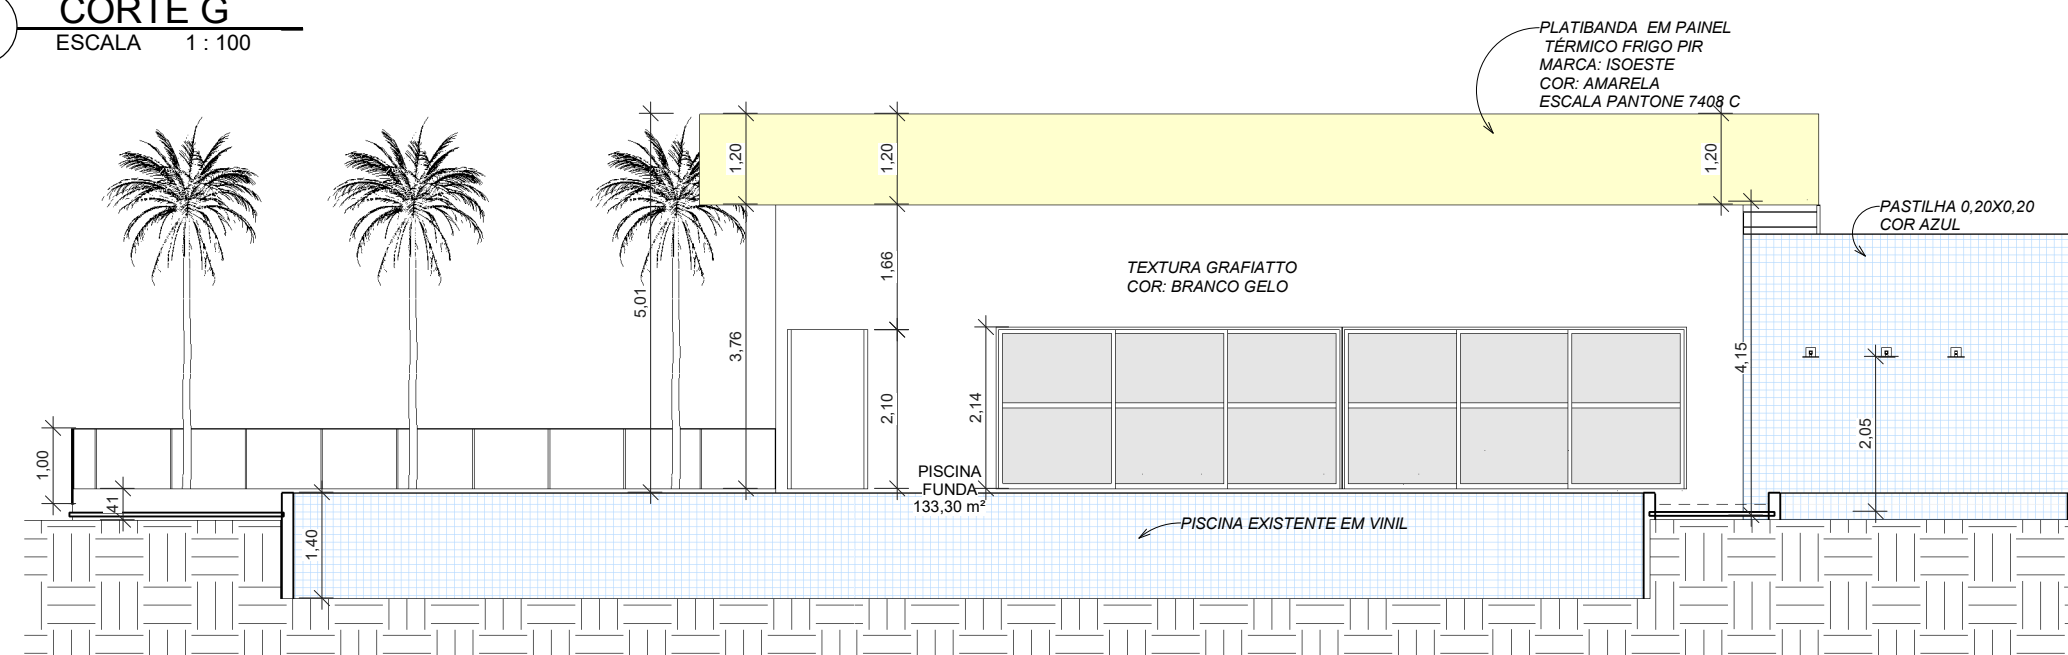 CORTE G
ESCALA 1 : 100
PLATIBANDA EM PAINEL
TÉRMICO FRIGO PIR
MARCA: ISOESTE
COR: AMARELA
ESCALA PANTONE 7408 C
1,20
1,20
1,20
PASTILHA 0,20X0,20
COR AZUL
TEXTURA GRAFIATTO
COR: BRANCO GELO
1,66
5,01
3,76
4,15
2,10
2,14
2,05
1,00
,41
PISCINA
FUNDA
133,30 m²
PISCINA EXISTENTE EM VINIL
1,40